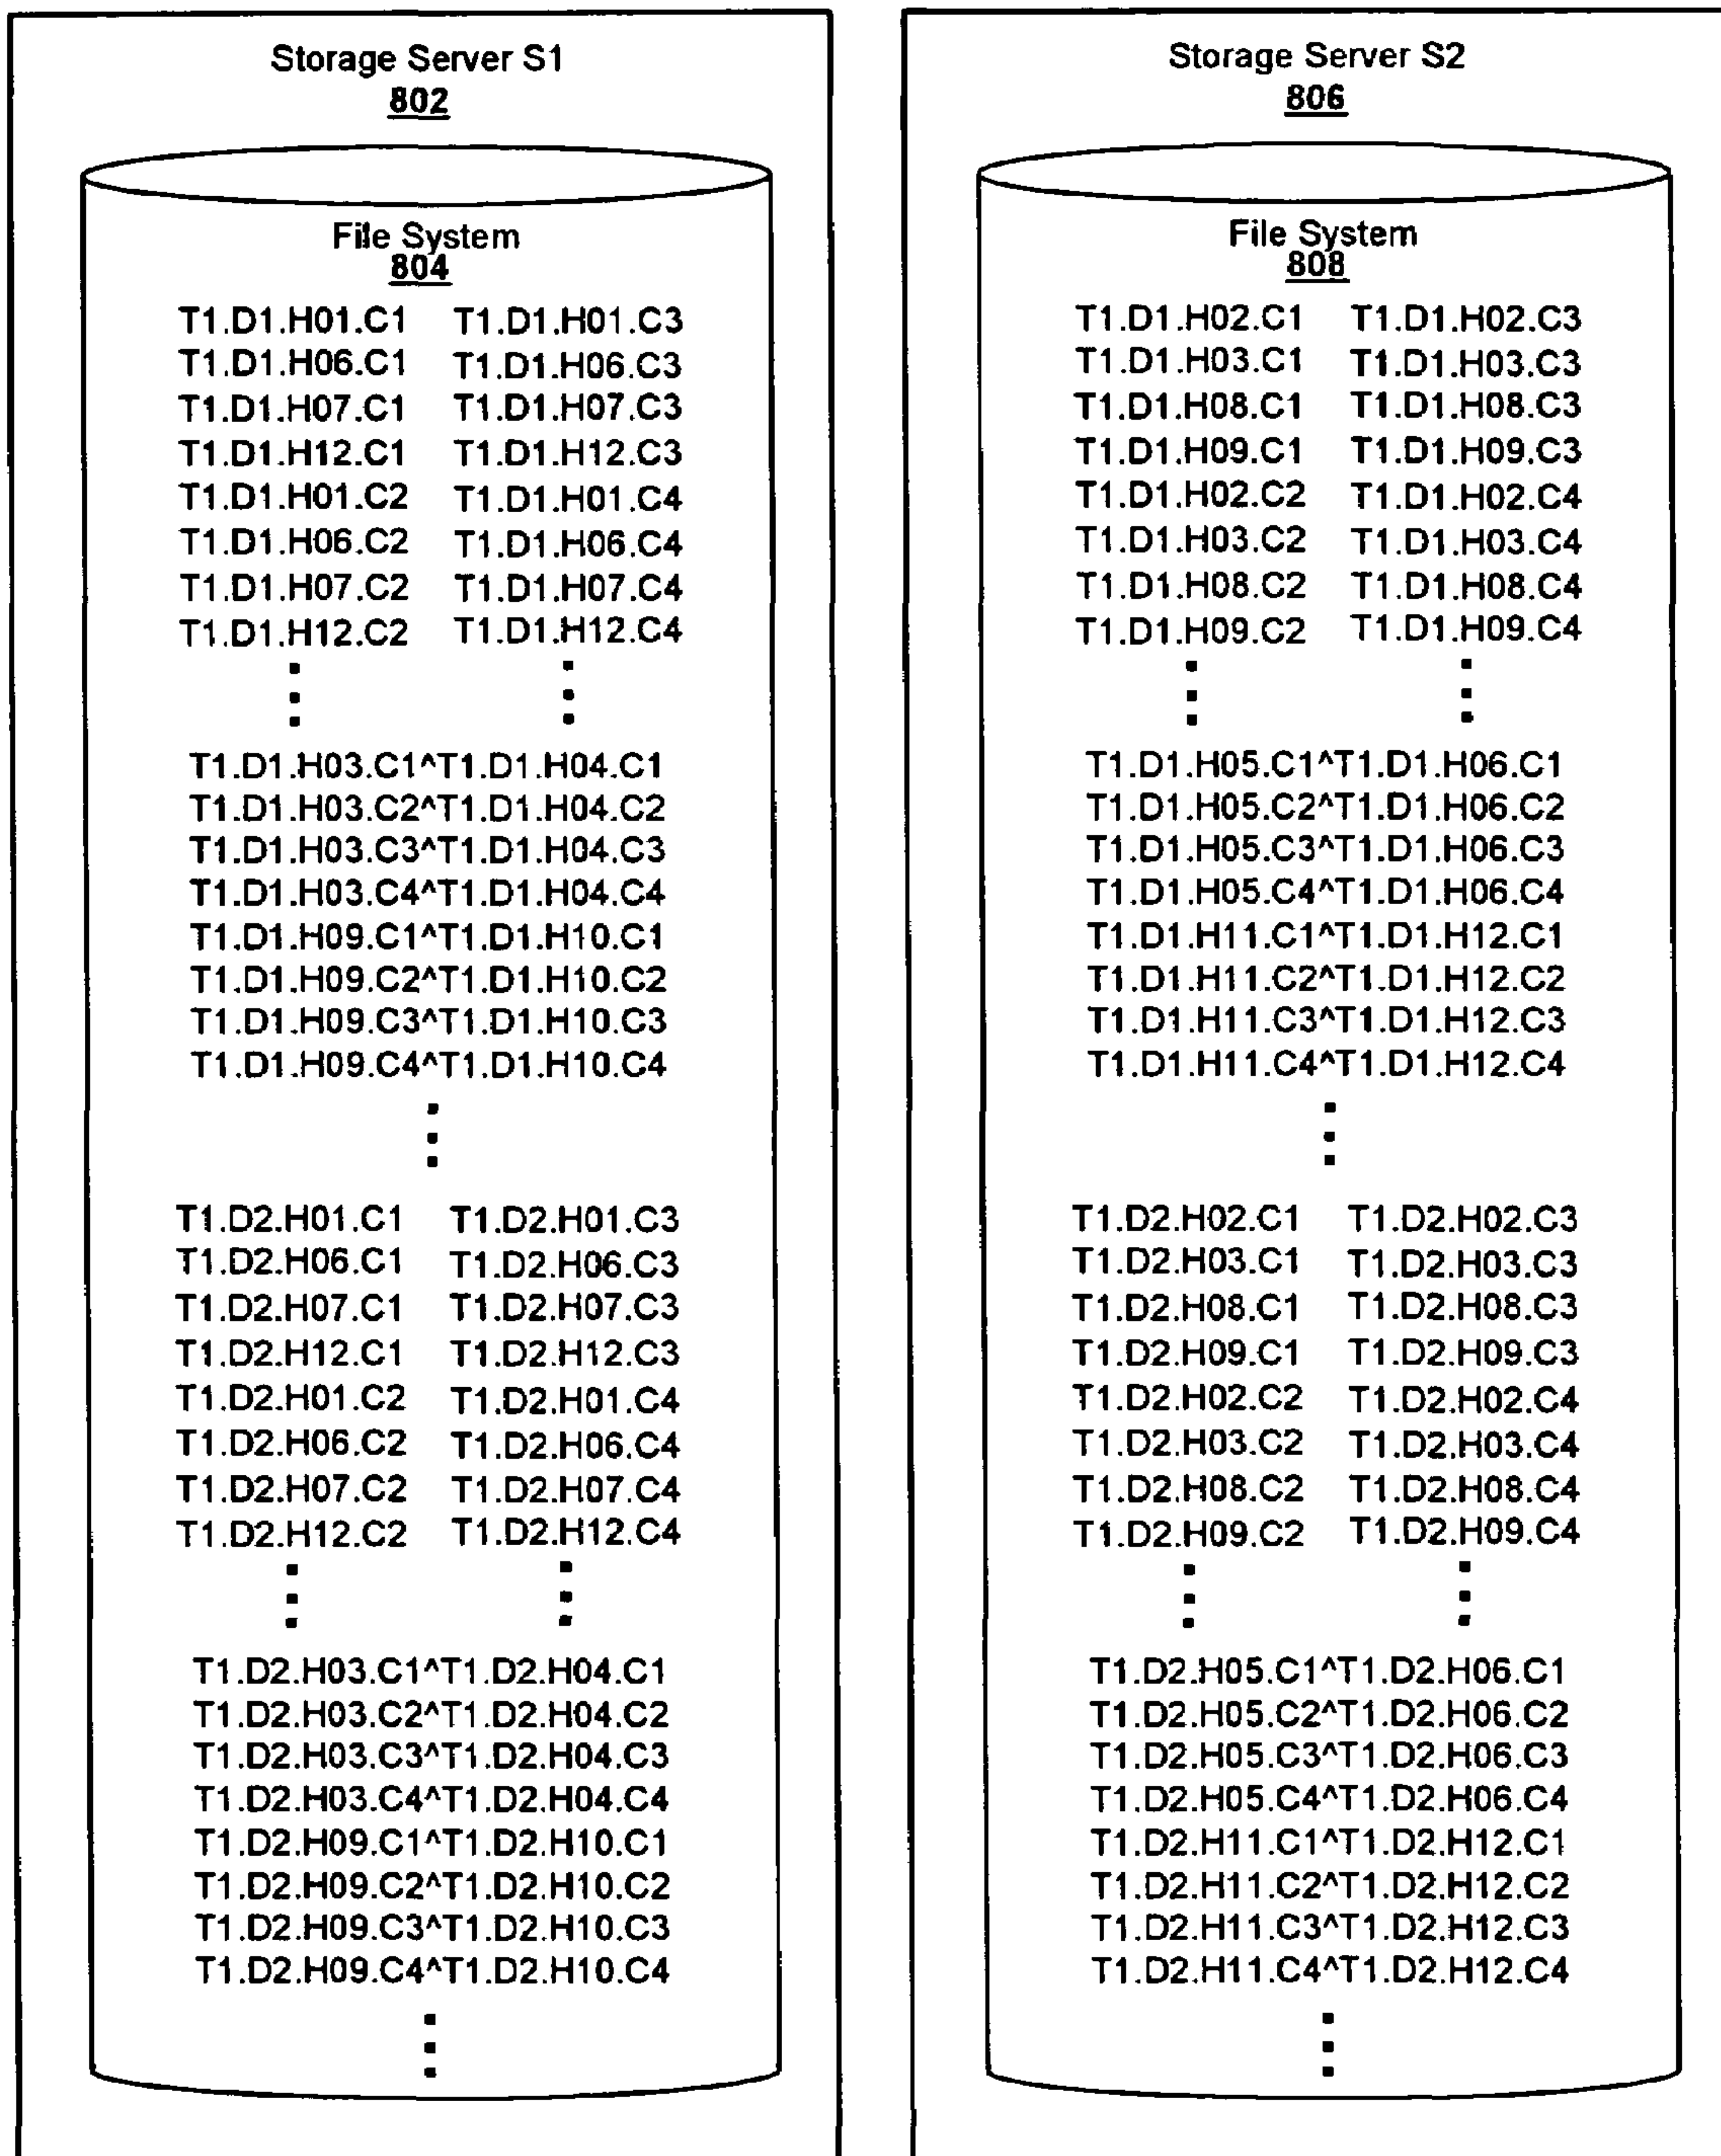 Storage Server S1
802
File System
804
T1.D1.H01.C1 T1.D1.H01.C3
T1.D1.H06.C1 T1.D1.H06.C3
T1.D1.H07.C1 T1.D1.H07.C3
T1.D1.H12.C1 T1.D1.H12.C3
T1.D1.H01.C2 T1.D1.H01.C4
T1.D1.H06.C2 T1.D1.H06.C4
T1.D1.H07.C2 T1.D1.H07.C4
T1.D1.H12.C2 T1.D1.H12.C4
T1.D1.H03.C1^T1.D1.H04.C1
T1.D1.H03.C2^T1.D1.H04.C2
T1.D1.H03.C3^T1.D1.H04.C3
T1.D1.H03.C4^T1.D1.H04.C4
T1.D1.H09.C1^T1.D1.H10.C1
T1.D1.H09.C2^T1.D1.H10.C2
T1.D1.H09.C3^T1.D1.H10.C3
T1.D1.H09.C4^T1.D1.H10.C4
T1.D2.H01.C1 T1.D2.H01.C3
T1.D2.H06.C1 T1.D2.H06.C3
T1.D2.H07.C1 T1.D2.H07.C3
T1.D2.H12.C1 T1.D2.H12.C3
T1.D2.H01.C2 T1.D2.H01.C4
T1.D2.H06.C2 T1.D2.H06.C4
T1.D2.H07.C2 T1.D2.H07.C4
T1.D2.H12.C2 T1.D2.H12.C4
T1.D2.H03.C1^T1.D2.H04.C1
T1.D2.H03.C2^T1.D2.H04.C2
T1.D2.H03.C3^T1.D2.H04.C3
T1.D2.H03.C4^T1.D2.H04.C4
T1.D2.H09.C1^T1.D2.H10.C1
T1.D2.H09.C2^T1.D2.H10.C2
T1.D2.H09.C3^T1.D2.H10.C3
T1.D2.H09.C4^T1.D2.H10.C4
Storage Server S2
806
File System
808
T1.D1.H02.C1 T1.D1.H02.C3
T1.D1.H03.C1 T1.D1.H03.C3
T1.D1.H08.C1 T1.D1.H08.C3
T1.D1.H09.C1 T1.D1.H09.C3
T1.D1.H02.C2 T1.D1.H02.C4
T1.D1.H03.C2 T1.D1.H03.C4
T1.D1.H08.C2 T1.D1.H08.C4
T1.D1.H09.C2 T1.D1.H09.C4
T1.D1.H05.C1^T1.D1.H06.C1
T1.D1.H05.C2^T1.D1.H06.C2
T1.D1.H05.C3^T1.D1.H06.C3
T1.D1.H05.C4^T1.D1.H06.C4
T1.D1.H11.C1^T1.D1.H12.C1
T1.D1.H11.C2^T1.D1.H12.C2
T1.D1.H11.C3^T1.D1.H12.C3
T1.D1.H11.C4^T1.D1.H12.C4
T1.D2.H02.C1 T1.D2.H02.C3
T1.D2.H03.C1 T1.D2.H03.C3
T1.D2.H08.C1 T1.D2.H08.C3
T1.D2.H09.C1 T1.D2.H09.C3
T1.D2.H02.C2 T1.D2.H02.C4
T1.D2.H03.C2 T1.D2.H03.C4
T1.D2.H08.C2 T1.D2.H08.C4
T1.D2.H09.C2 T1.D2.H09.C4
T1.D2.H05.C1^T1.D2.H06.C1
T1.D2.H05.C2^T1.D2.H06.C2
T1.D2.H05.C3^T1.D2.H06.C3
T1.D2.H05.C4^T1.D2.H06.C4
T1.D2.H11.C1^T1.D2.H12.C1
T1.D2.H11.C2^T1.D2.H12.C2
T1.D2.H11.C3^T1.D2.H12.C3
T1.D2.H11.C4^T1.D2.H12.C4